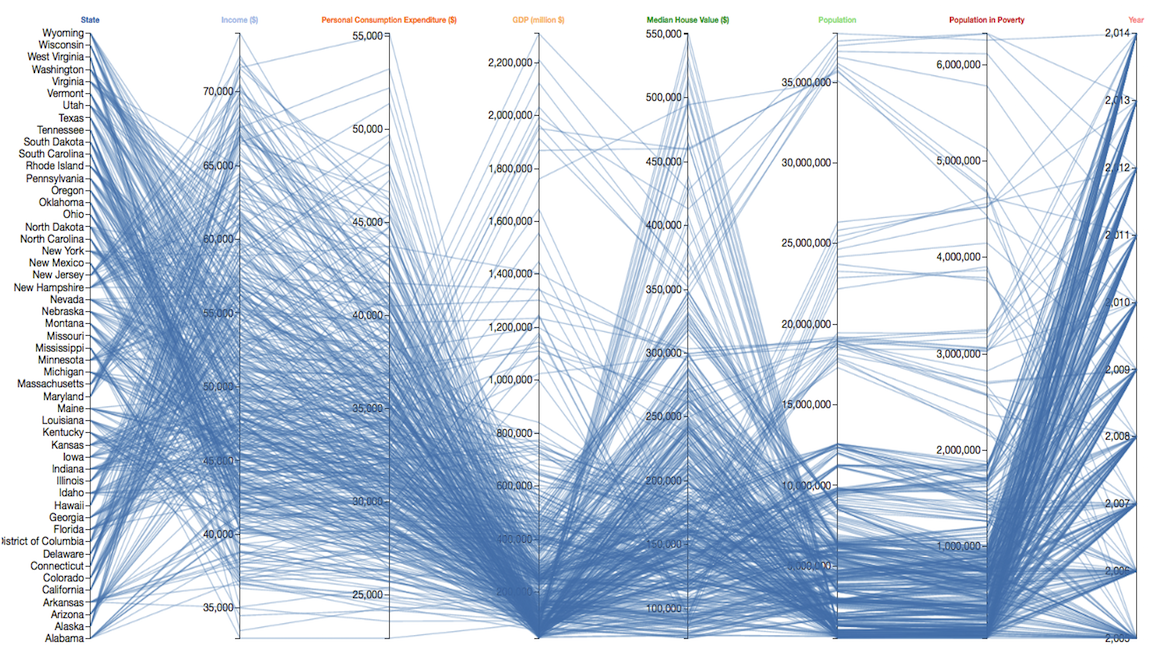 State
Income ($)
Personal Consumption Expenditure ($)
GDP (million $)
Median House Value ($)
Population
Population in Poverty
Year
Wyoming
Wisconsin
West Virginia
Washington
Virginia
Vermont
Utah
Texas
Tennessee
South Dakota
South Carolina
Rhode Island
Pennsylvania
Oregon
Oklahoma
Ohio
North Dakota
North Carolina
New York
New Mexico
New Jersey
New Hampshire
Nevada
Nebraska
Montana
Missouri
Mississippi
Minnesota
Michigan
Massachusetts
Maryland
Maine
Louisiana
Kentucky
Kansas
Iowa
Indiana
Illinois
Idaho
Hawaii
Georgia
Florida
istrict of Columbia
Delaware
Connecticut
Colorado
California
Arkansas
Arizona
Alaska
Alabama
70,000
65,000
60,000
55,000
50,000
45,000
40,000
35,000
55,000
50,000
45,000
40,000
35,000
30,000
25,000
2,200,000
2,000,000
1,800,000
1,600,000
1,400,000
1,200,000
1,000,000
800,000
600,000
400,000
550,000
500,000
450,000
400,000
350,000
300,000
250,000
200,000
150,000
100,000
35,000,000
30,000,000
25,000,000
20,000,000
15,000,000
10,000,000
5,000,000
6,000,000
5,000,000
4,000,000
3,000,000
2,000,000
1,000,000
2,014
2,013
2,012
2,011
2,010
2,009
2,008
2,007
2,006
2,005